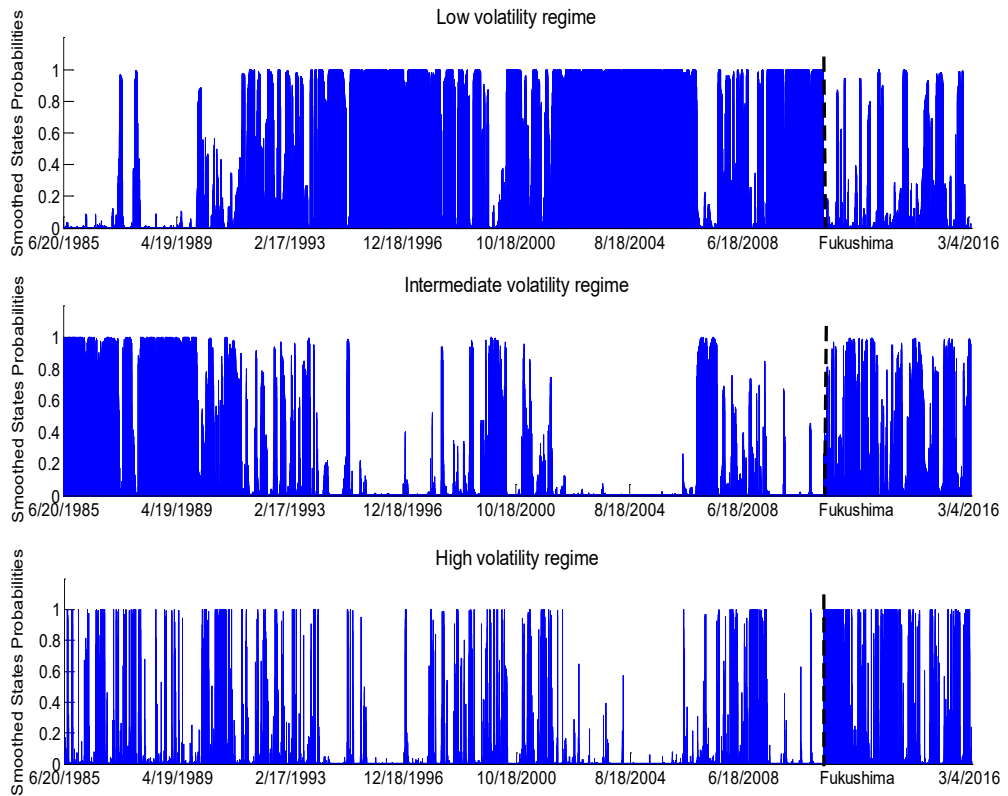 Low volatility regime
Smoothed States Probabilities
1
0.8
0.6
0.4
0.2
0
6/20/1985 4/19/1989 2/17/1993 12/18/1996 10/18/2000 8/18/2004 6/18/2008 Fukushima 3/4/2016
Intermediate volatility regime
Smoothed States Probabilities
1
0.8
0.6
0.4
0.2
0
6/20/1985 4/19/1989 2/17/1993 12/18/1996 10/18/2000 8/18/2004 6/18/2008 Fukushima 3/4/2016
High volatility regime
Smoothed States Probabilities
1
0.8
0.6
0.4
0.2
0
6/20/1985 4/19/1989 2/17/1993 12/18/1996 10/18/2000 8/18/2004 6/18/2008 Fukushima 3/4/2016